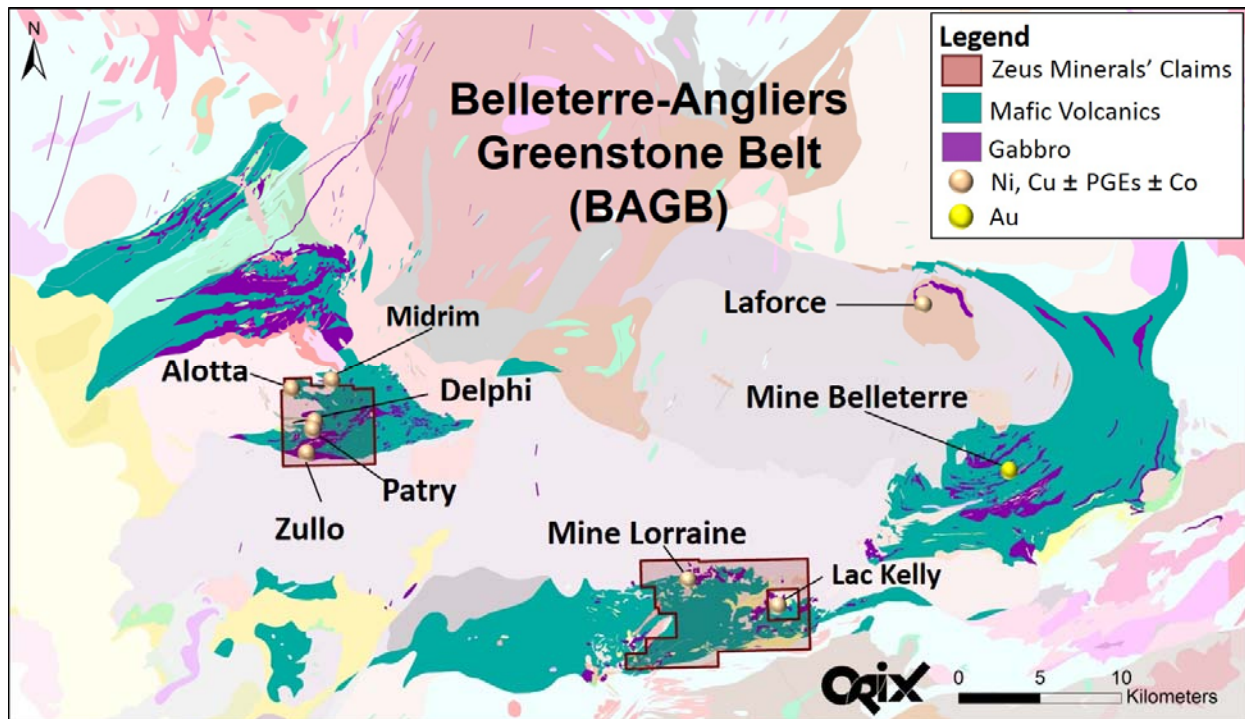 N
Belleterre-Angliers
Greenstone Belt
(BAGB)
Legend
Zeus Minerals' Claims
Mafic Volcanics
Gabbro
Ni, Cu ± PGEs ± Co
Au
Midrim
Alotta
Delphi
Patry
Zullo
Laforce
Mine Belleterre
Mine Lorraine
Lac Kelly
ORIX
0 5 10
Kilometers